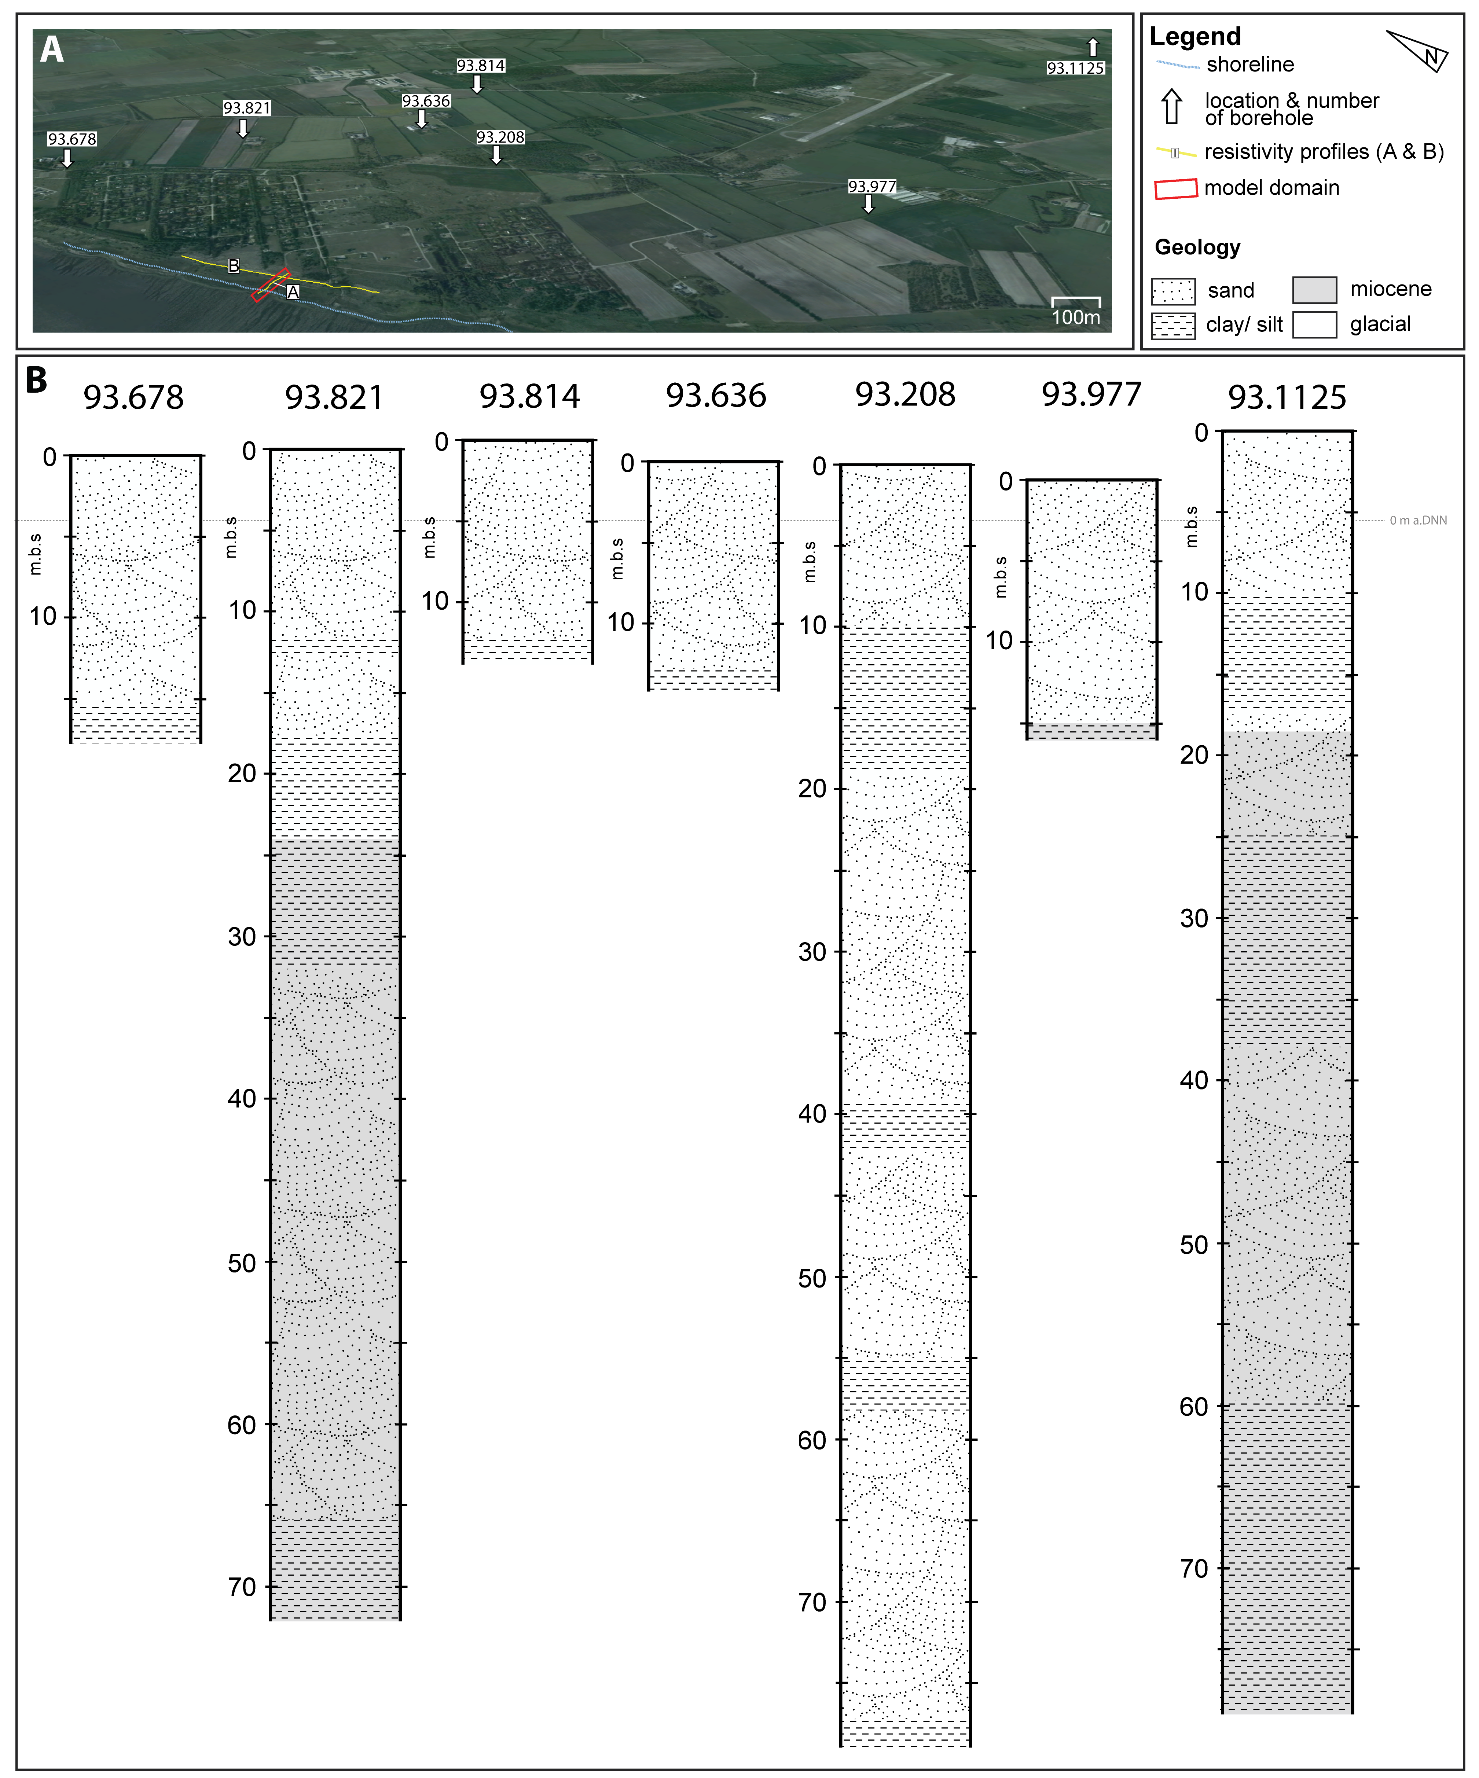 A
93.678
93.821
93.636
93.814
93.208
93.977
93.1125
B
A
100m
Legend
N
shoreline
location & number
of borehole
resistivity profiles (A & B)
model domain
Geology
sand
miocene
clay/ silt
glacial
B
93.678
93.821
93.814
93.636
93.208
93.977
93.1125
0
10
m.b.s
0
10
20
30
40
50
60
70
m.b.s
0
10
m.b.s
0
10
m.b.s
0
10
20
30
40
50
60
70
m.b.s
0
10
m.b.s
0
10
20
30
40
50
60
70
m.b.s
0 m a.DNN